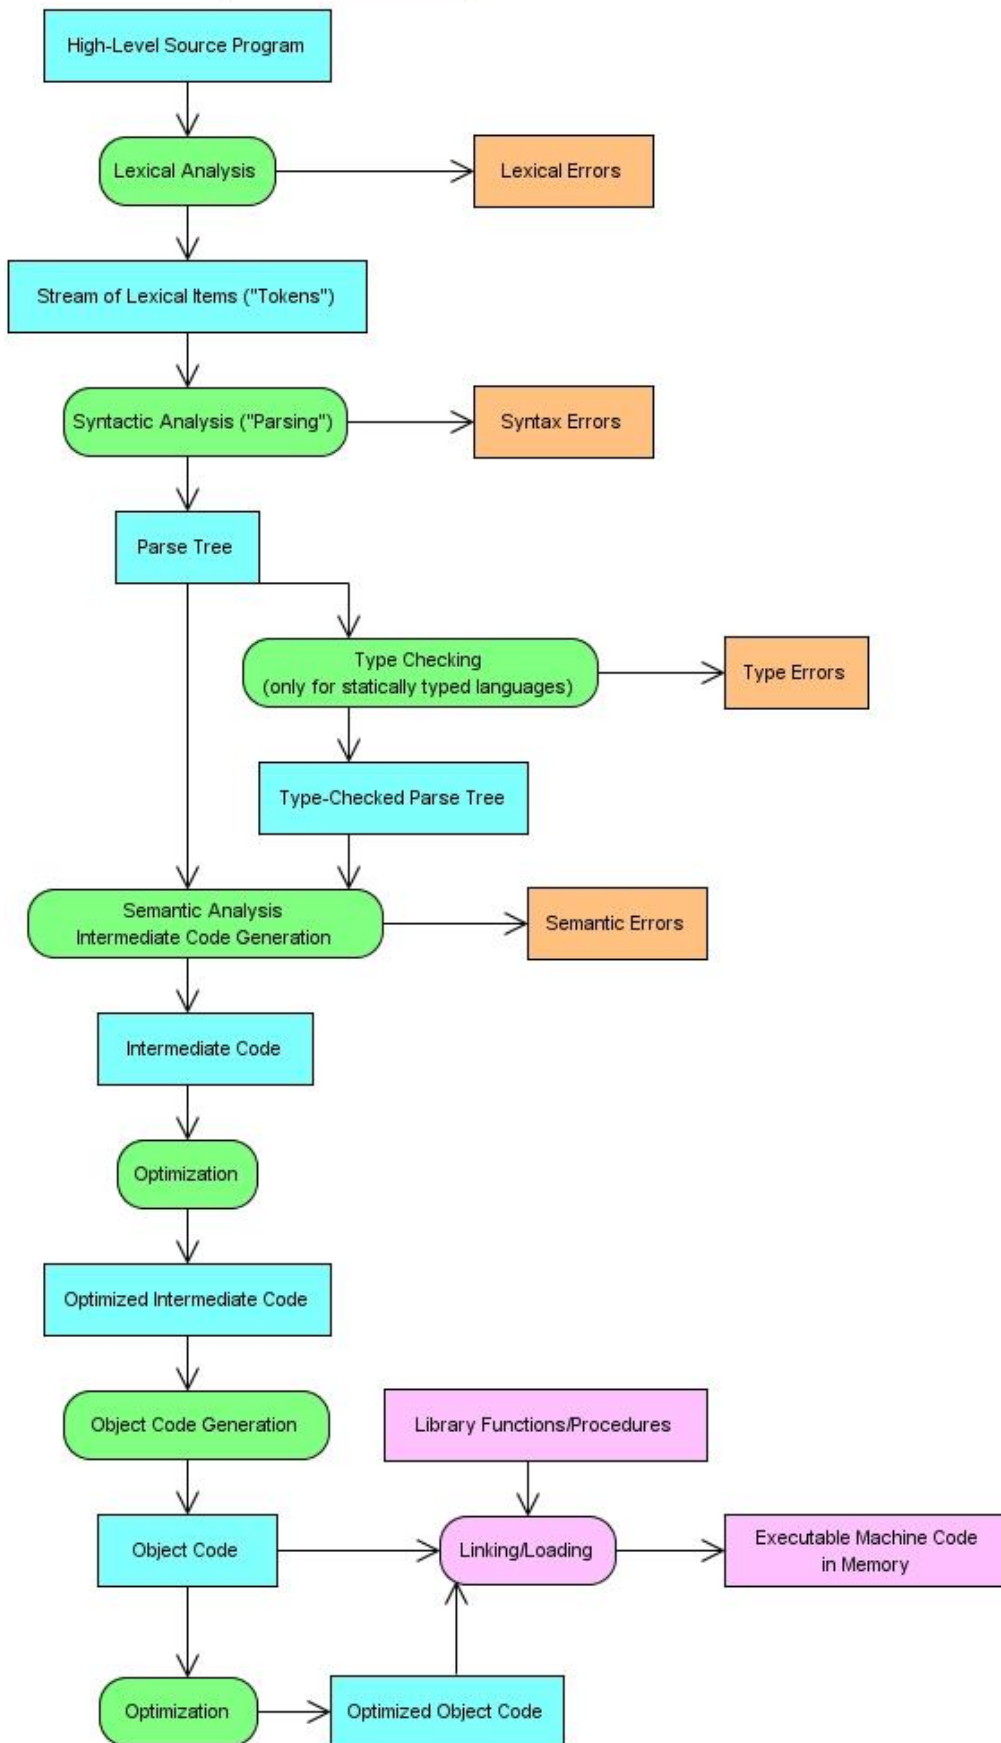 High-Level Source Program
Lexical Analysis
Lexical Errors
Stream of Lexical Items ("Tokens")
Syntactic Analysis ("Parsing")
Syntax Errors
Parse Tree
Type Checking
(only for statically typed languages)
Type Errors
Type-Checked Parse Tree
Semantic Analysis
Intermediate Code Generation
Semantic Errors
Intermediate Code
Optimization
Optimized Intermediate Code
Object Code Generation
Library Functions/Procedures
Object Code
Linking/Loading
Executable Machine Code
in Memory
Optimization
Optimized Object Code